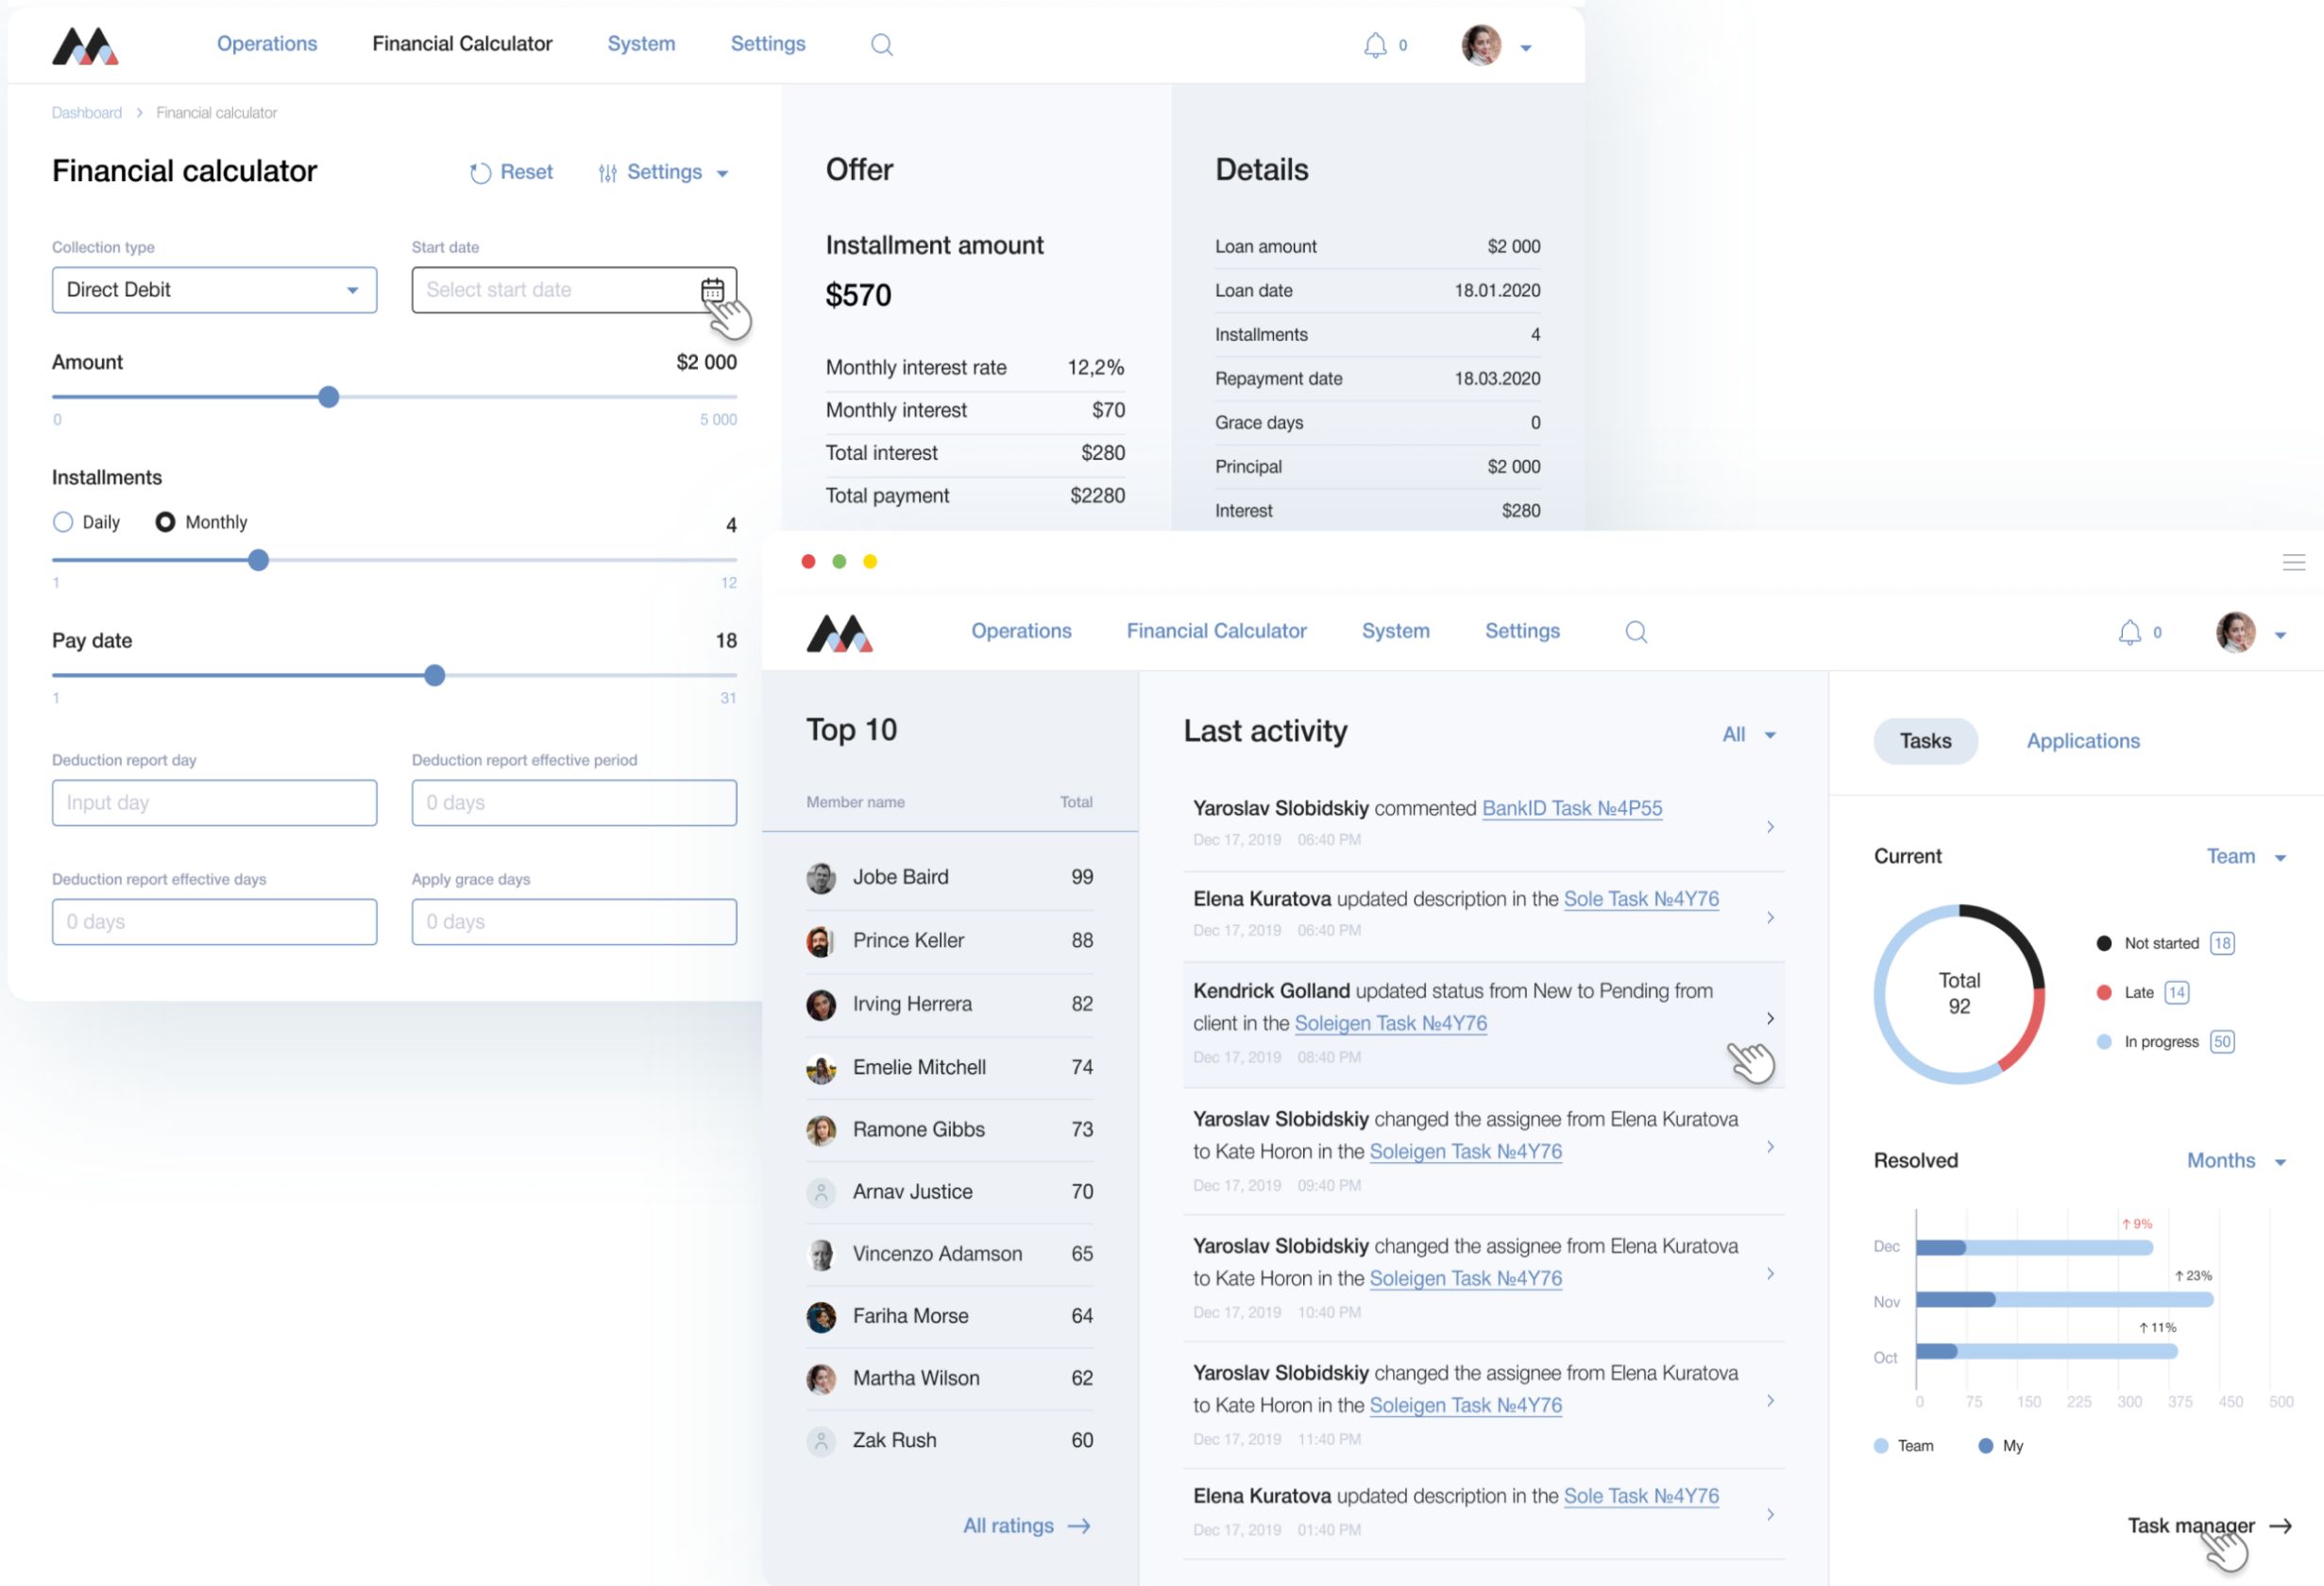 Operations
Financial Calculator
System
Settings
0
Dashboard > Financial calculator
Financial calculator
Reset
Settings
Collection type
Direct Debit
Start date
Select start date
Amount
$2 000
0
5 000
Installments
Daily
Monthly
4
1
12
Pay date
18
1
31
Deduction report day
Input day
Deduction report effective period
0 days
Deduction report effective days
0 days
Apply grace days
0 days
Offer
Installment amount
$570
Monthly interest rate 12,2%
Monthly interest $70
Total interest $280
Total payment $2280
Details
Loan amount $2 000
Loan date 18.01.2020
Installments 4
Repayment date 18.03.2020
Grace days 0
Principal $2 000
Interest $280
Operations
Financial Calculator
System
Settings
0
Top 10
Member name Total
Jobe Baird 99
Prince Keller 88
Irving Herrera 82
Emelie Mitchell 74
Ramone Gibbs 73
Arnav Justice 70
Vincenzo Adamson 65
Fariha Morse 64
Martha Wilson 62
Zak Rush 60
All ratings
Last activity
All
Yaroslav Slobidskiy commented BankID Task №4P55
Dec 17, 2019 06:40 PM
Elena Kuratova updated description in the Sole Task №4Y76
Dec 17, 2019 06:40 PM
Kendrick Golland updated status from New to Pending from
client in the Soleigen Task №4Y76
Dec 17, 2019 08:40 PM
Yaroslav Slobidskiy changed the assignee from Elena Kuratova
to Kate Horon in the Soleigen Task №4Y76
Dec 17, 2019 09:40 PM
Yaroslav Slobidskiy changed the assignee from Elena Kuratova
to Kate Horon in the Soleigen Task №4Y76
Dec 17, 2019 10:40 PM
Yaroslav Slobidskiy changed the assignee from Elena Kuratova
to Kate Horon in the Soleigen Task №4Y76
Dec 17, 2019 11:40 PM
Elena Kuratova updated description in the Sole Task №4Y76
Dec 17, 2019 01:40 PM
Tasks
Applications
Current
Team
Total
92
Not started 18
Late 14
In progress 50
Resolved
Months
↑9%
Dec
↑23%
Nov
↑11%
Oct
0 75 150 225 300 375 450 500
Team
My
Task manager